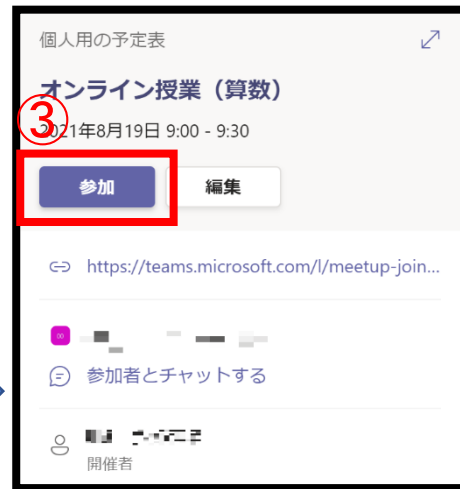 個人用の予定表
オンライン授業（算数）
③
2021年8月19日 9:00 - 9:30
参加 編集
https://teams.microsoft.com/l/meetup-join...
参加者とチャットする
開催者